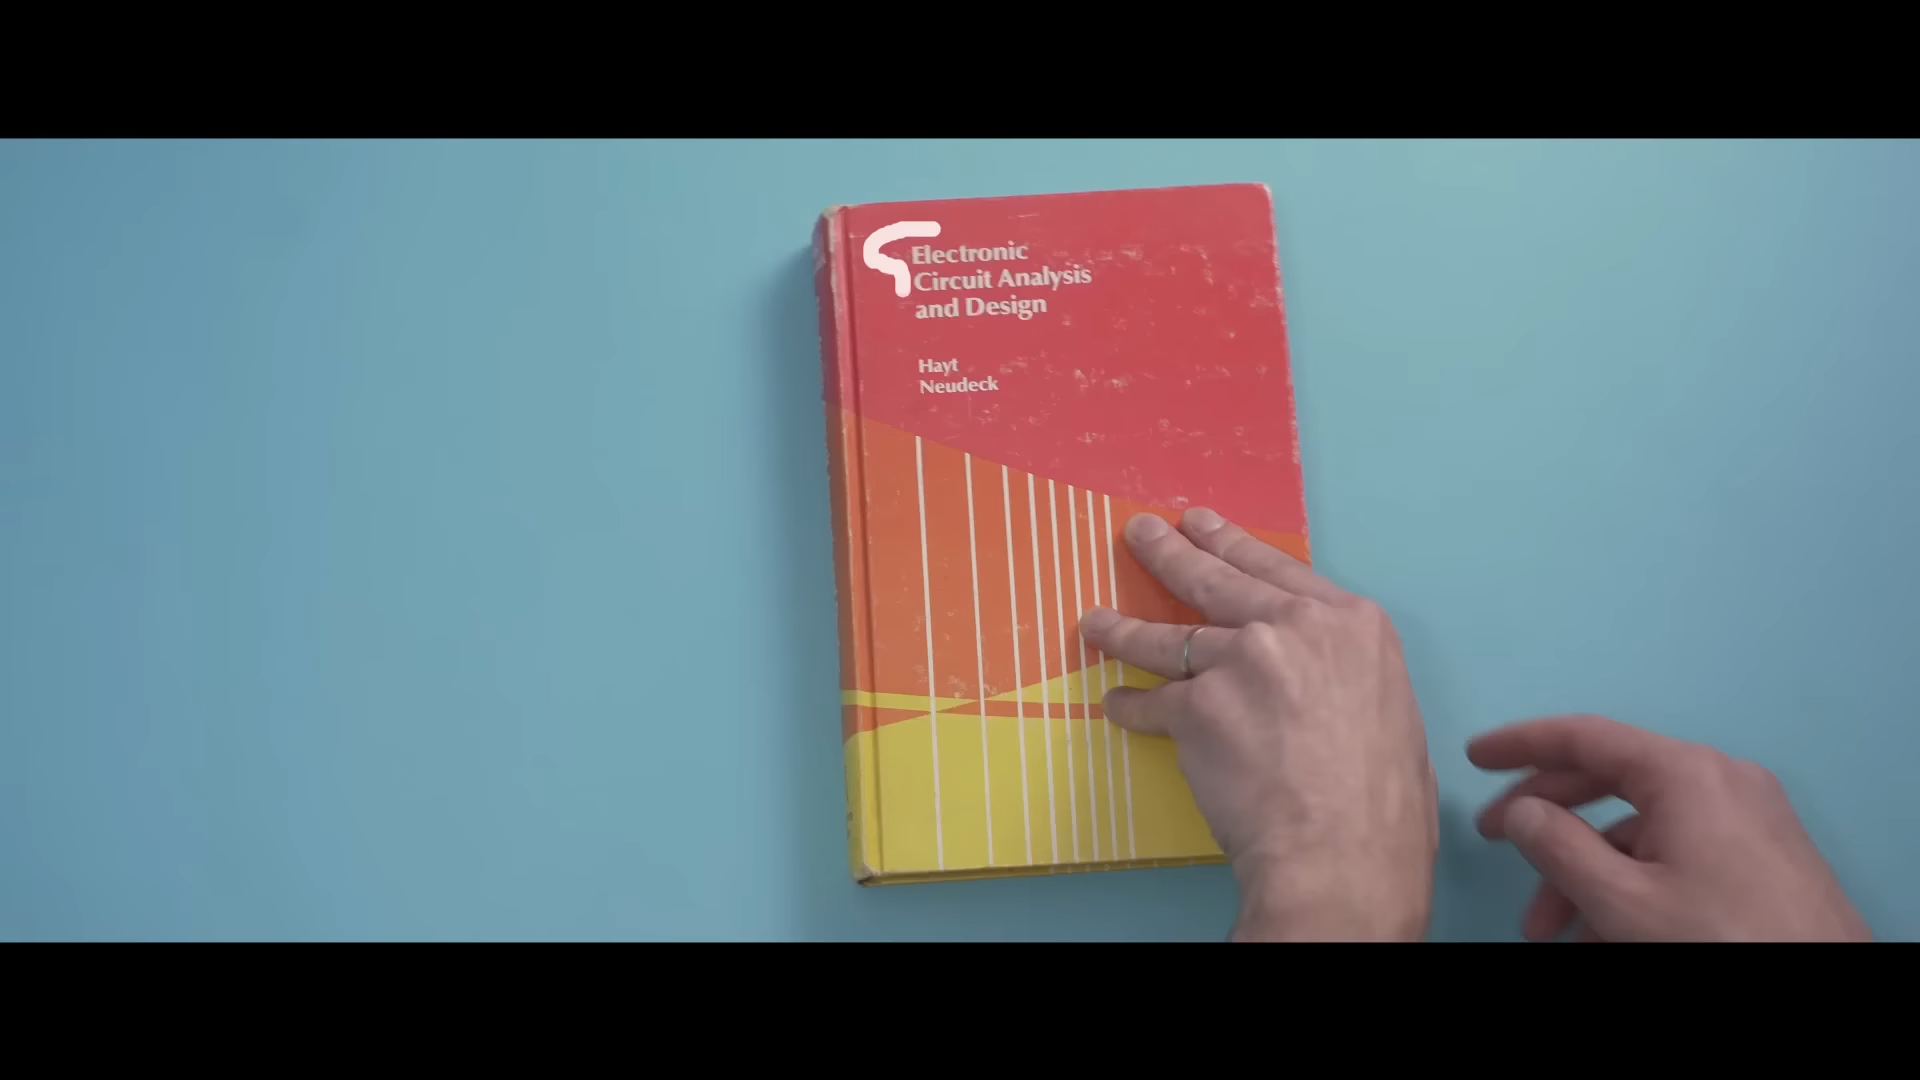 Electronic
Circuit Analysis
and Design
Hayt
Neudeck